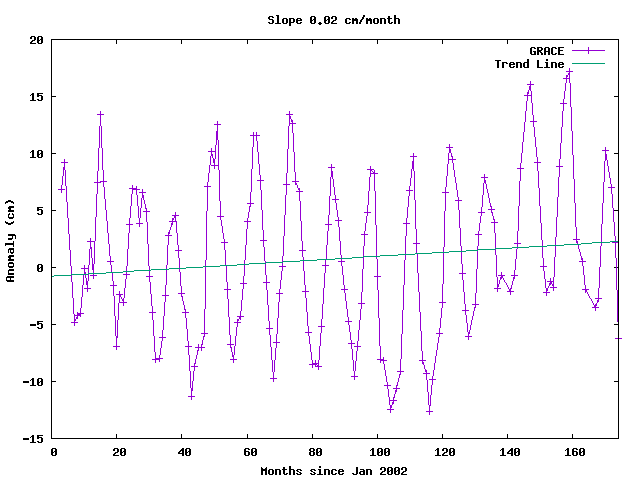 Slope 0.02 cm/month
GRACE
Trend Line
20
15
10
5
0
-5
-10
-15
Anomaly (cm)
0 20 40 60 80 100 120 140 160
Months since Jan 2002